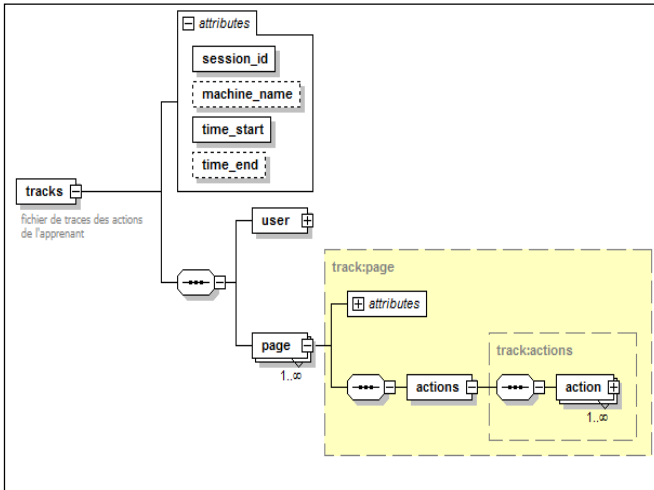 attributes
session_id
machine_name
time_start
time_end
tracks
fichier de traces des actions
de l'apprenant
user
track:page
attributes
page
1..∞
track:actions
actions
action
1..∞